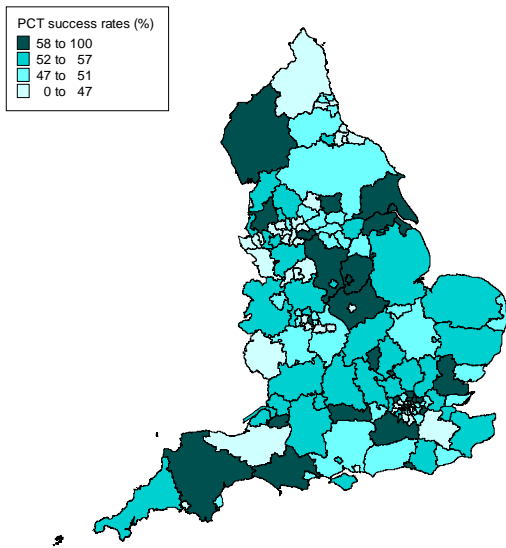 PCT success rates (%)
58 to 100
52 to 57
47 to 51
0 to 47